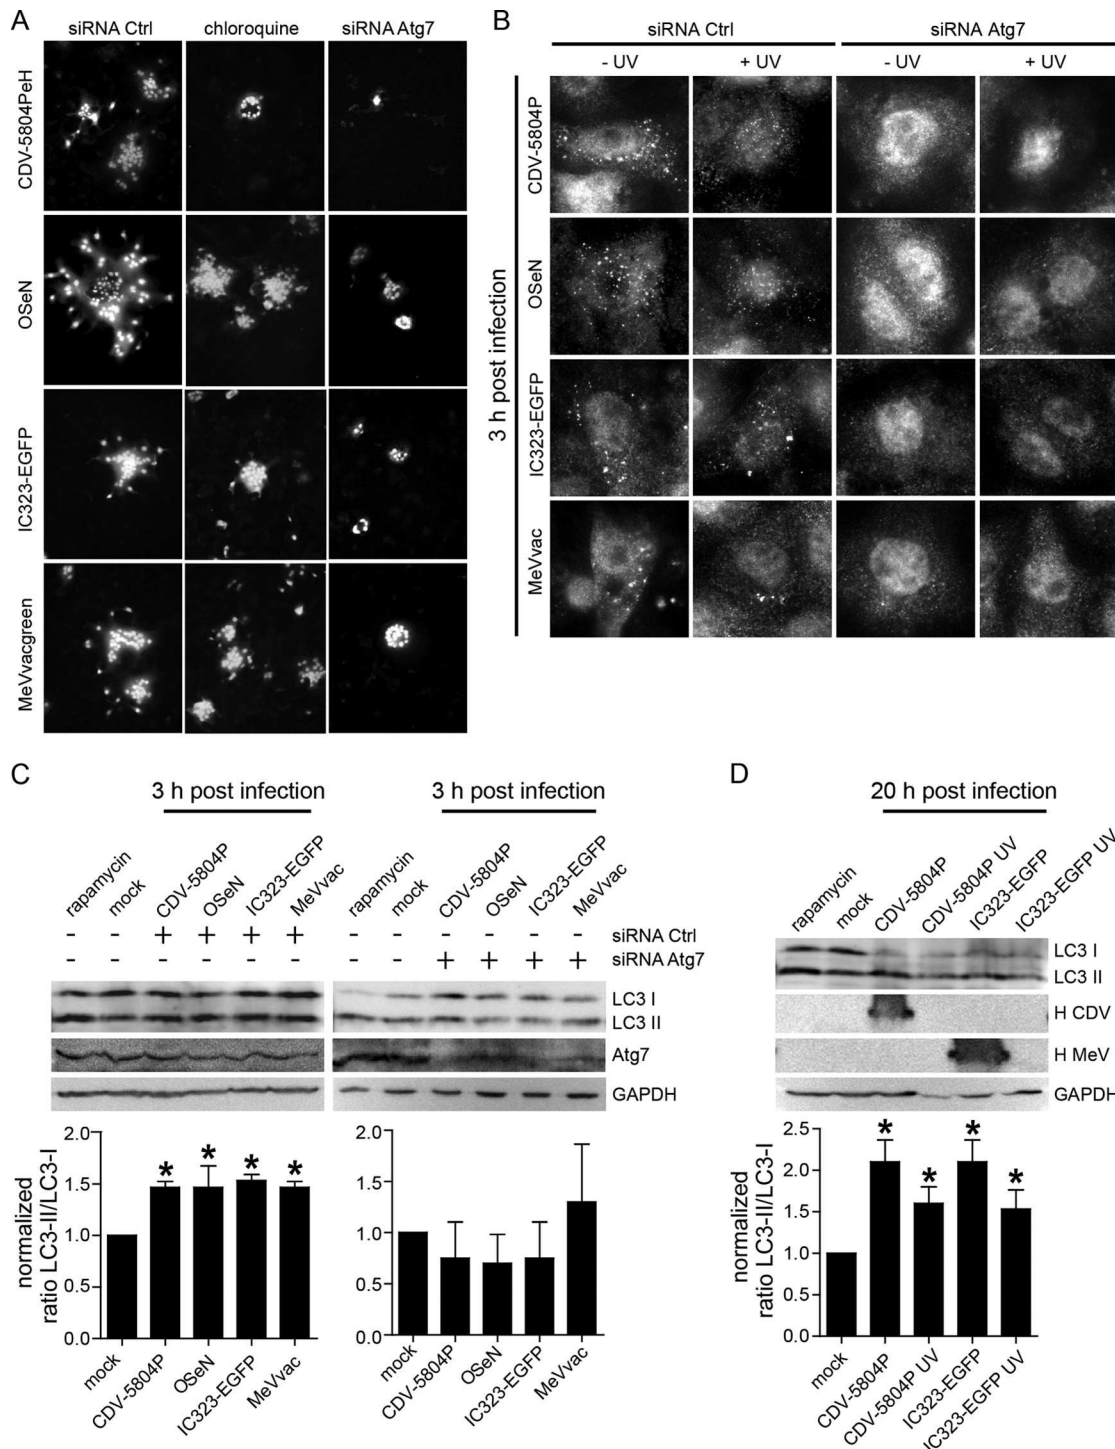 A
siRNA Ctrl
chloroquine
siRNA Atg7
CDV-5804PeH
OSeN
IC323-EGFP
MeVvacgreen
B
siRNA Ctrl
siRNA Atg7
- UV
+ UV
- UV
+ UV
3 h post infection
CDV-5804P
OSeN
IC323-EGFP
MeVvac
C
3 h post infection
3 h post infection
rapamycin
mock
CDV-5804P
OSeN
IC323-EGFP
MeVvac
rapamycin
mock
CDV-5804P
OSeN
IC323-EGFP
MeVvac
- - + + + + - - - - - - siRNA Ctrl
- - - - - - - - + + + + siRNA Atg7
LC3 I
LC3 II
Atg7
GAPDH
normalized
ratio LC3-II/LC3-I
2.0
1.5
1.0
0.5
0.0
* * * *
mock
CDV-5804P
OSeN
IC323-EGFP
MeVvac
2.0
1.5
1.0
0.5
0.0
mock
CDV-5804P
OSeN
IC323-EGFP
MeVvac
D
20 h post infection
rapamycin
mock
CDV-5804P
CDV-5804P UV
IC323-EGFP
IC323-EGFP UV
LC3 I
LC3 II
H CDV
H MeV
GAPDH
normalized
ratio LC3-II/LC3-I
2.5
2.0
1.5
1.0
0.5
0.0
* * * *
mock
CDV-5804P
CDV-5804P UV
IC323-EGFP
IC323-EGFP UV